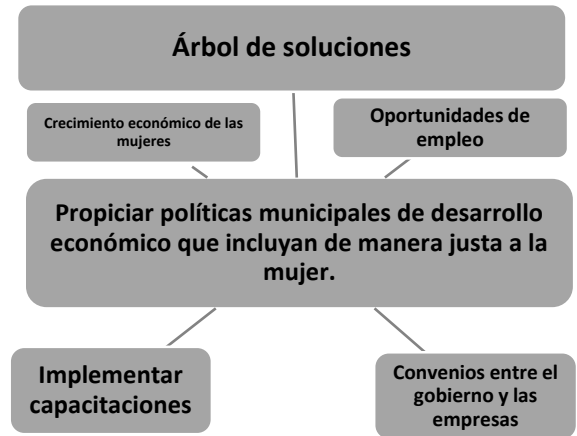 Árbol de soluciones
Crecimiento económico de las
mujeres
Oportunidades de
empleo
Propiciar políticas municipales de desarrollo
económico que incluyan de manera justa a la
mujer.
Implementar
capacitaciones
Convenios entre el
gobierno y las
empresas